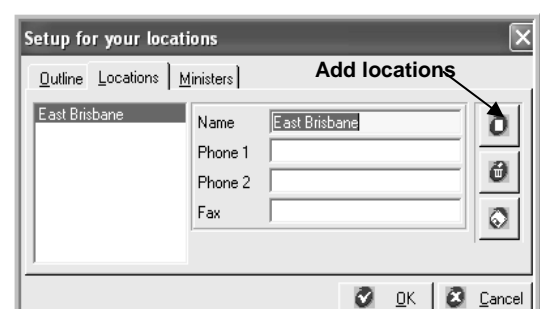 Setup for your locations
Outline Locations Ministers Add locations
East Brisbane
Name East Brisbane
Phone 1
Phone 2
Fax
OK Cancel